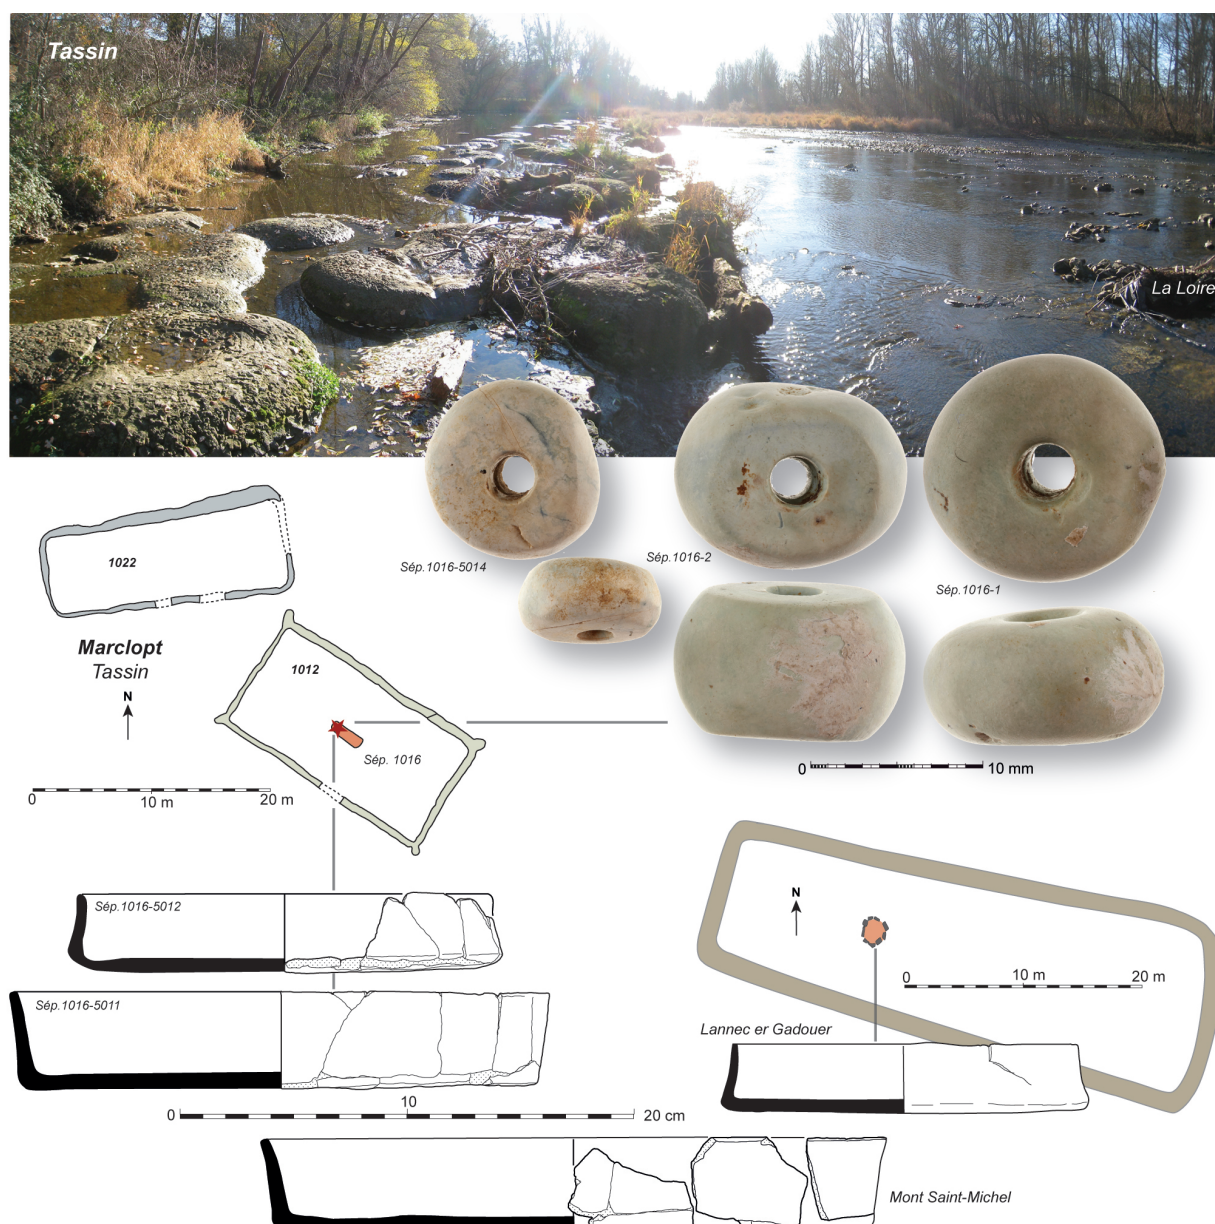 Tassin
La Loire
Sép.1016-5014
Sép.1016-2
Sép.1016-1
1022
Marclopt
Tassin
N
1012
Sép. 1016
0 10 m 20 m
0 10 mm
Sép.1016-5012
Sép.1016-5011
N
0 10 m 20 m
Lannec er Gadouer
0 10 20 cm
Mont Saint-Michel